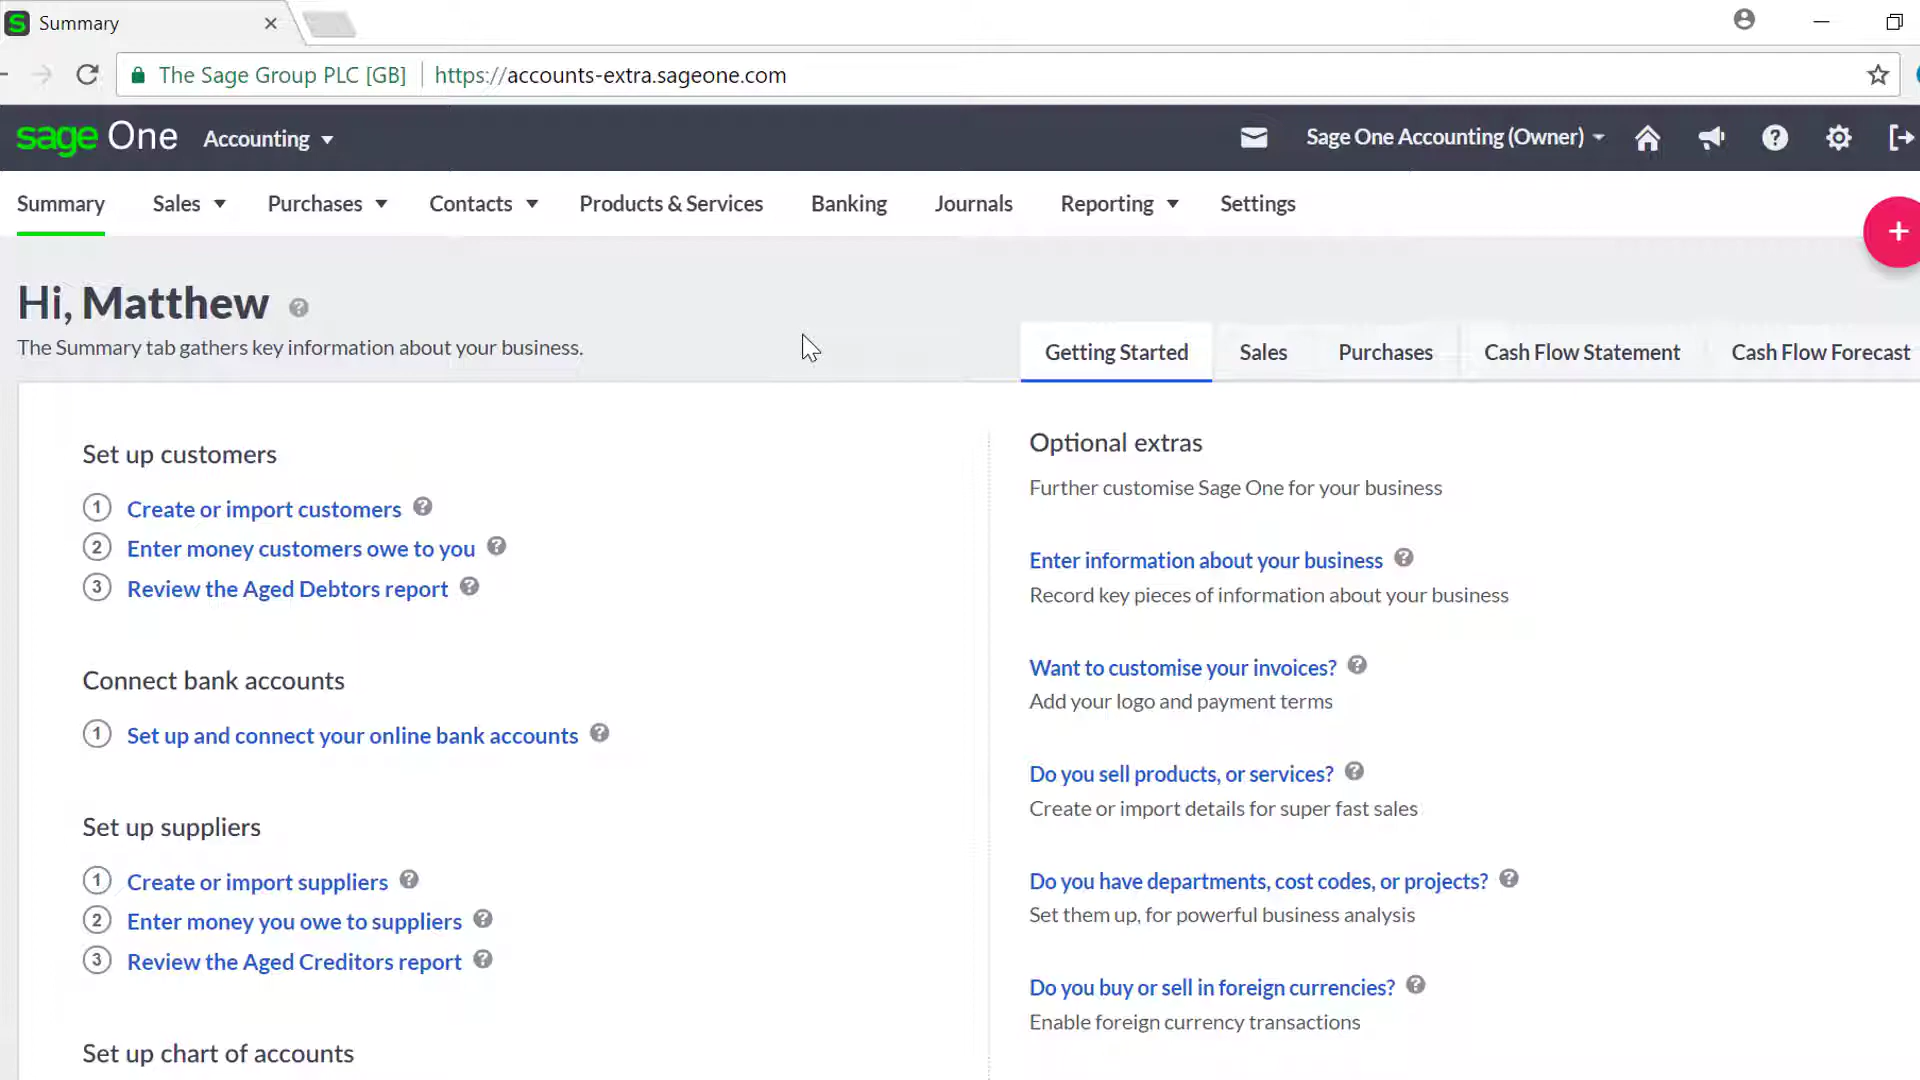 Summary
The Sage Group PLC [GB] https://accounts-extra.sageone.com
sage One Accounting Sage One Accounting (Owner)
Summary Sales Purchases Contacts Products & Services Banking Journals Reporting Settings
+
Hi, Matthew
The Summary tab gathers key information about your business.
Getting Started Sales Purchases Cash Flow Statement Cash Flow Forecast
Set up customers
1 Create or import customers
2 Enter money customers owe to you
3 Review the Aged Debtors report
Connect bank accounts
1 Set up and connect your online bank accounts
Set up suppliers
1 Create or import suppliers
2 Enter money you owe to suppliers
3 Review the Aged Creditors report
Set up chart of accounts
Optional extras
Further customise Sage One for your business
Enter information about your business
Record key pieces of information about your business
Want to customise your invoices?
Add your logo and payment terms
Do you sell products, or services?
Create or import details for super fast sales
Do you have departments, cost codes, or projects?
Set them up, for powerful business analysis
Do you buy or sell in foreign currencies?
Enable foreign currency transactions